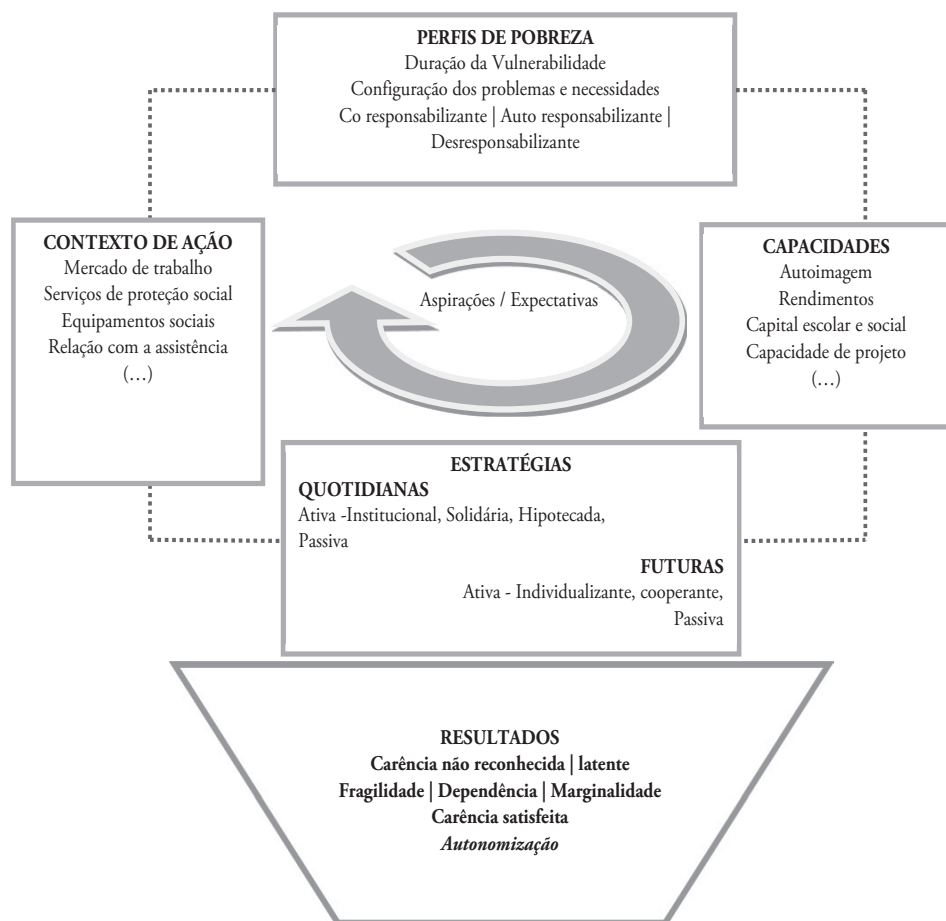 PERFIS DE POBREZA
Duração da Vulnerabilidade
Configuração dos problemas e necessidades
Co responsabilizante | Auto responsabilizante |
Desresponsabilizante
CONTEXTO DE AÇÃO
Mercado de trabalho
Serviços de proteção social
Equipamentos sociais
Relação com a assistência
(…)
Aspirações / Expectativas
CAPACIDADES
Autoimagem
Rendimentos
Capital escolar e social
Capacidade de projeto
(…)
ESTRATÉGIAS
QUOTIDIANAS
Ativa -Institucional, Solidária, Hipotecada,
Passiva
FUTURAS
Ativa - Individualizante, cooperante,
Passiva
RESULTADOS
Carência não reconhecida | latente
Fragilidade | Dependência | Marginalidade
Carência satisfeita
Autonomização